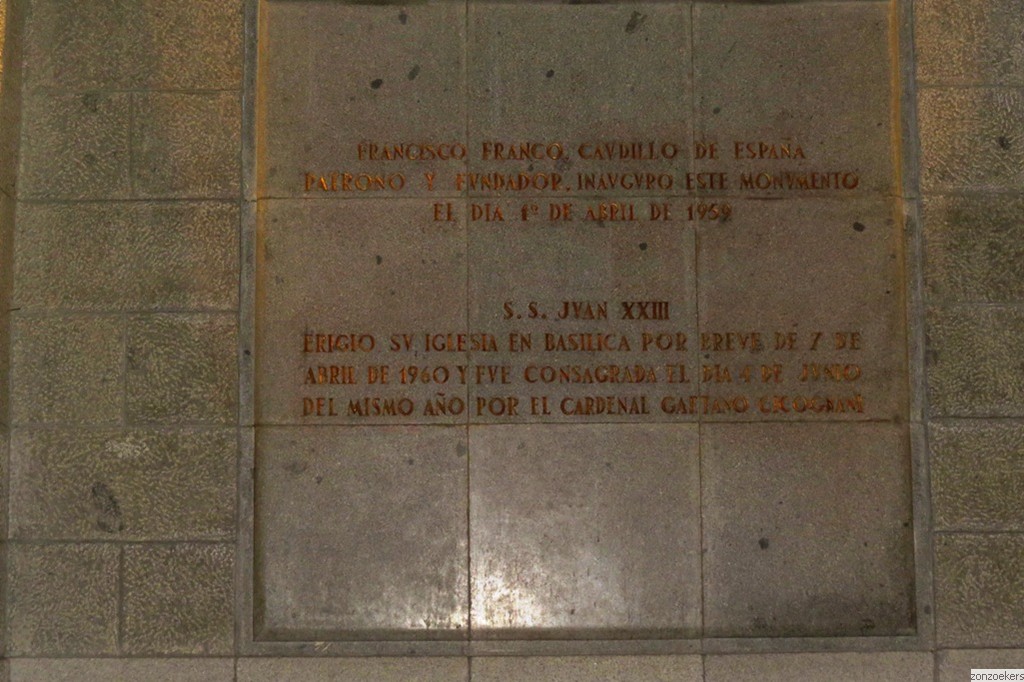 FRANCISCO FRANCO, CAVDILLO DE ESPAÑA
PATRONO Y FVNDADOR, INAVGVRO ESTE MONVMENTO
EL DIA 1º DE ABRIL DE 1959
S. S. JVAN XXIII
ERIGIO SV IGLESIA EN BASILICA POR BREVE DE 7 DE
ABRIL DE 1960 Y FVE CONSAGRADA EL DIA 4 DE JVNIO
DEL MISMO AÑO POR EL CARDENAL GAETANO CICOGNANI
zonzoekers